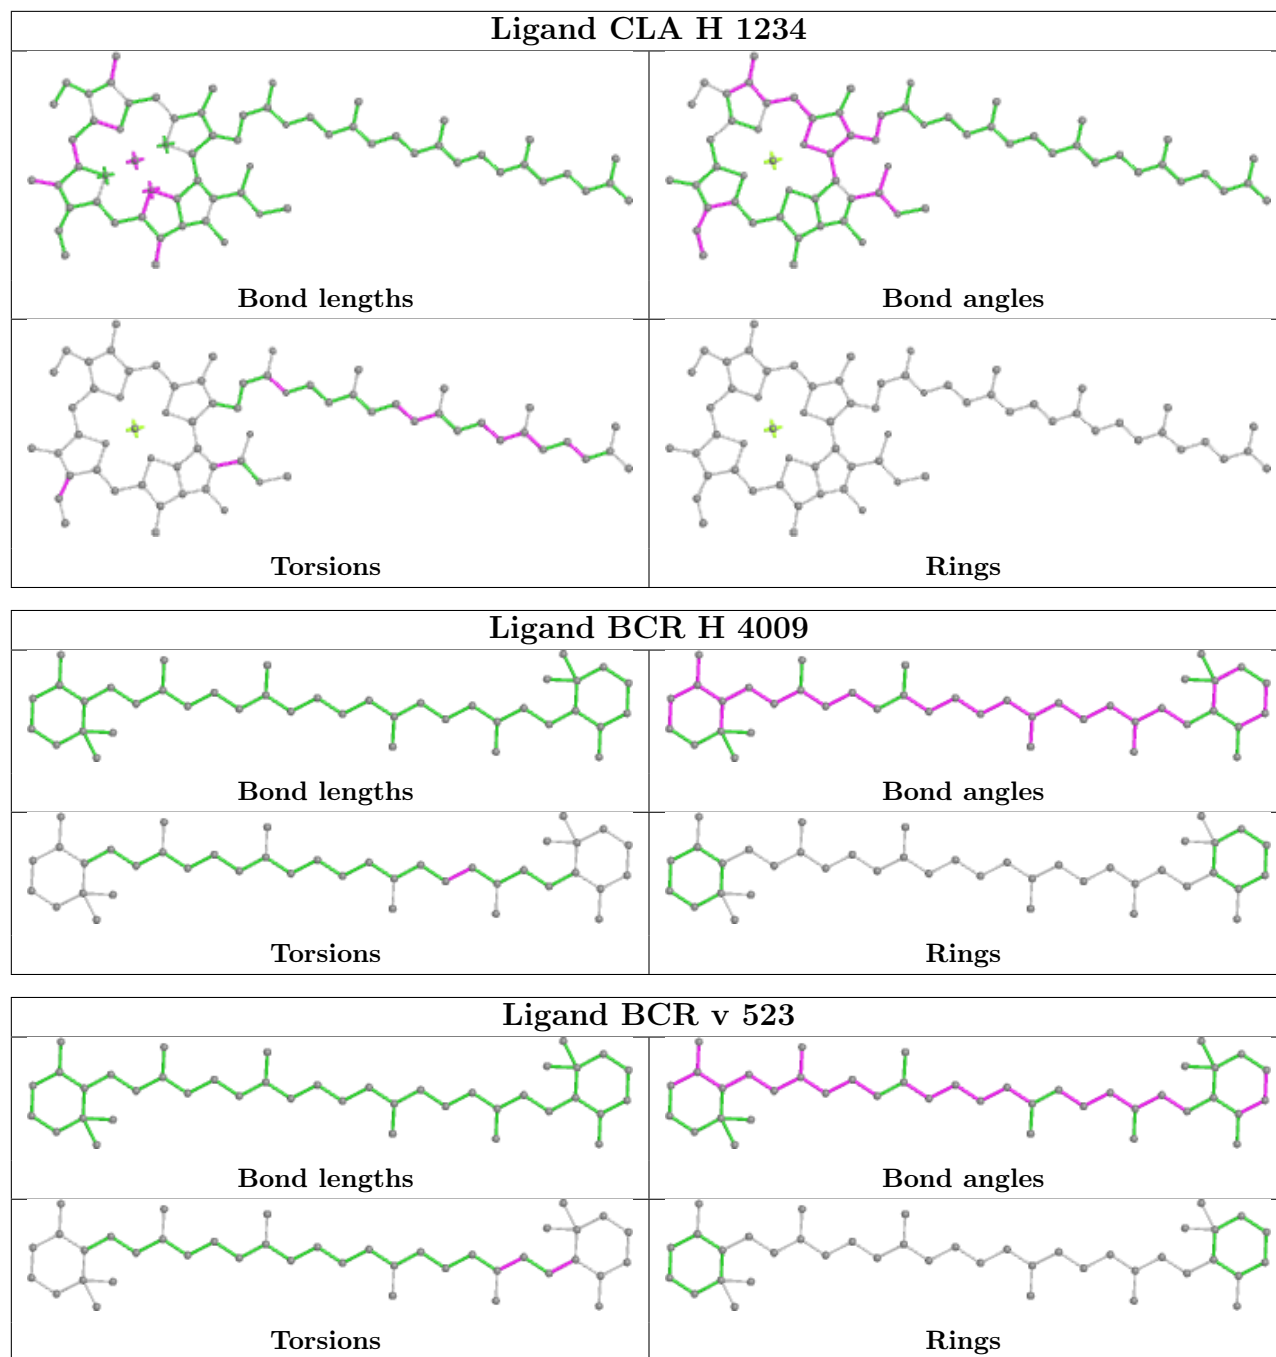 Ligand CLA H 1234
Bond lengths
Bond angles
Torsions
Rings
Ligand BCR H 4009
Bond lengths
Bond angles
Torsions
Rings
Ligand BCR v 523
Bond lengths
Bond angles
Torsions
Rings